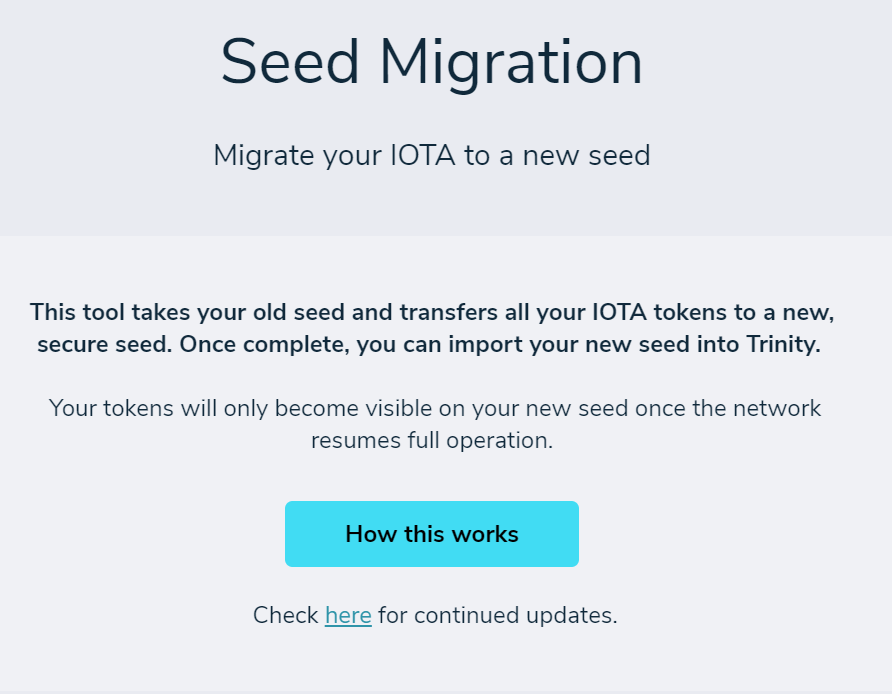 Seed Migration
Migrate your IOTA to a new seed
This tool takes your old seed and transfers all your IOTA tokens to a new,
secure seed. Once complete, you can import your new seed into Trinity.
Your tokens will only become visible on your new seed once the network
resumes full operation.
How this works
Check here for continued updates.